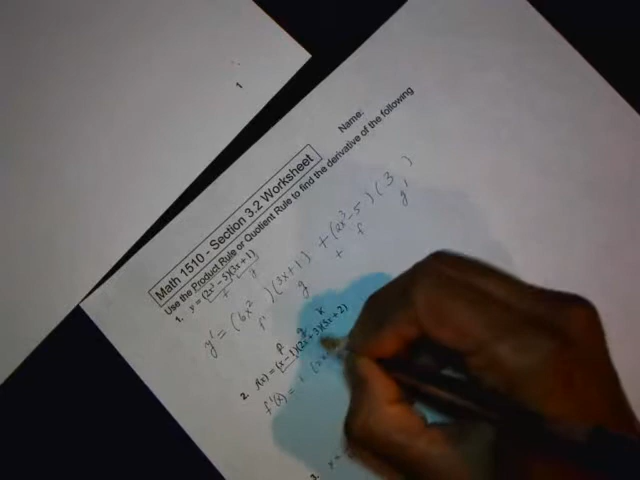 1
Name:
Math 1510 - Section 3.2 Worksheet
Use the Product Rule or Quotient Rule to find the derivative of the following
1. y = (2x³ - 5)(3x + 1)
f g
y' = (6x² )(3x+1) + (2x³-5)(3 )
f' g + f g'
p g k
2. f(x) = (x - 1)(2x - 3)(5x + 2)
f'(x) = 1
3.